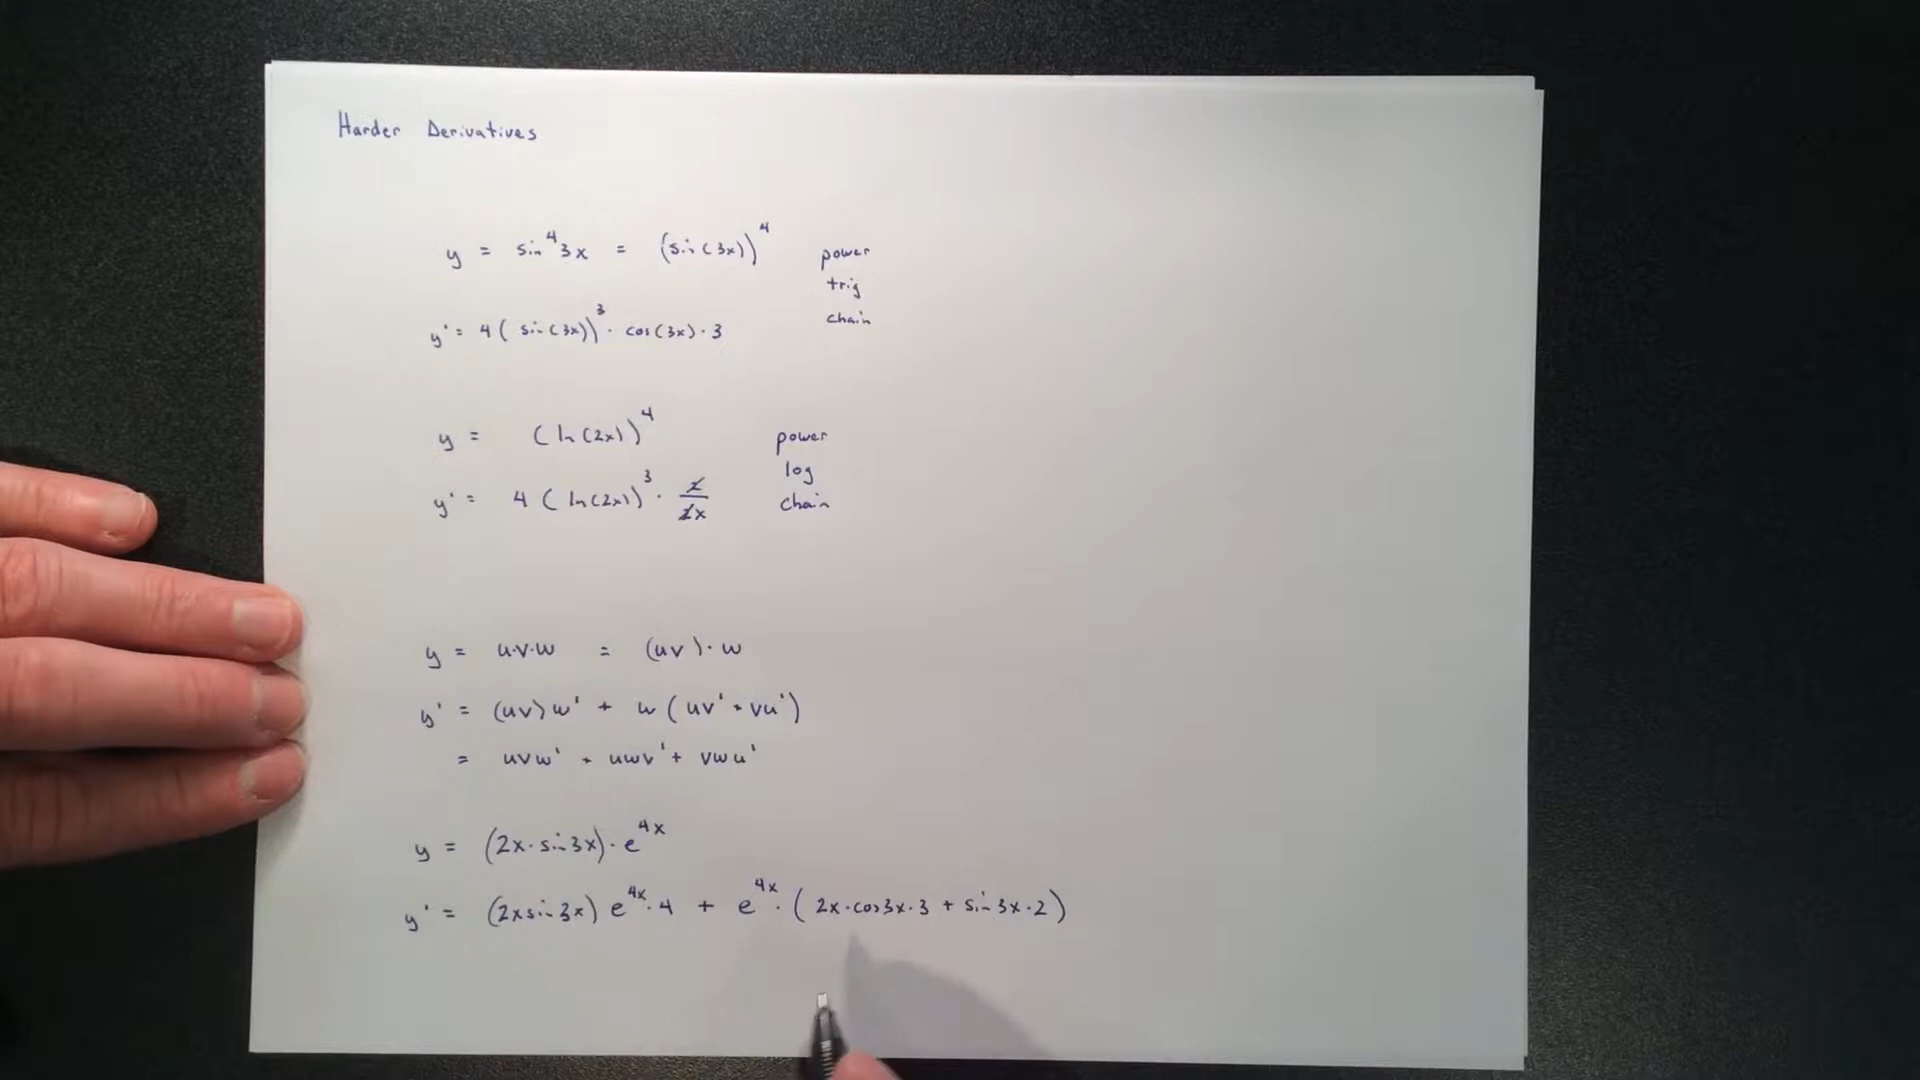 Harder Derivatives
y = sin⁴3x = (sin(3x))⁴ power
trig
y' = 4(sin(3x))³ · cos(3x) · 3 chain
y = (ln(2x))⁴ power
log
y' = 4(ln(2x))³ · 2/2x chain
y = u·v·w = (uv)·w
y' = (uv)w' + w(uv' + vu')
= uvw' + uwv' + vwu'
y = (2x·sin3x)·e⁴ˣ
y' = (2xsin3x) e⁴ˣ·4 + e⁴ˣ·(2x·cos3x·3 + sin3x·2)